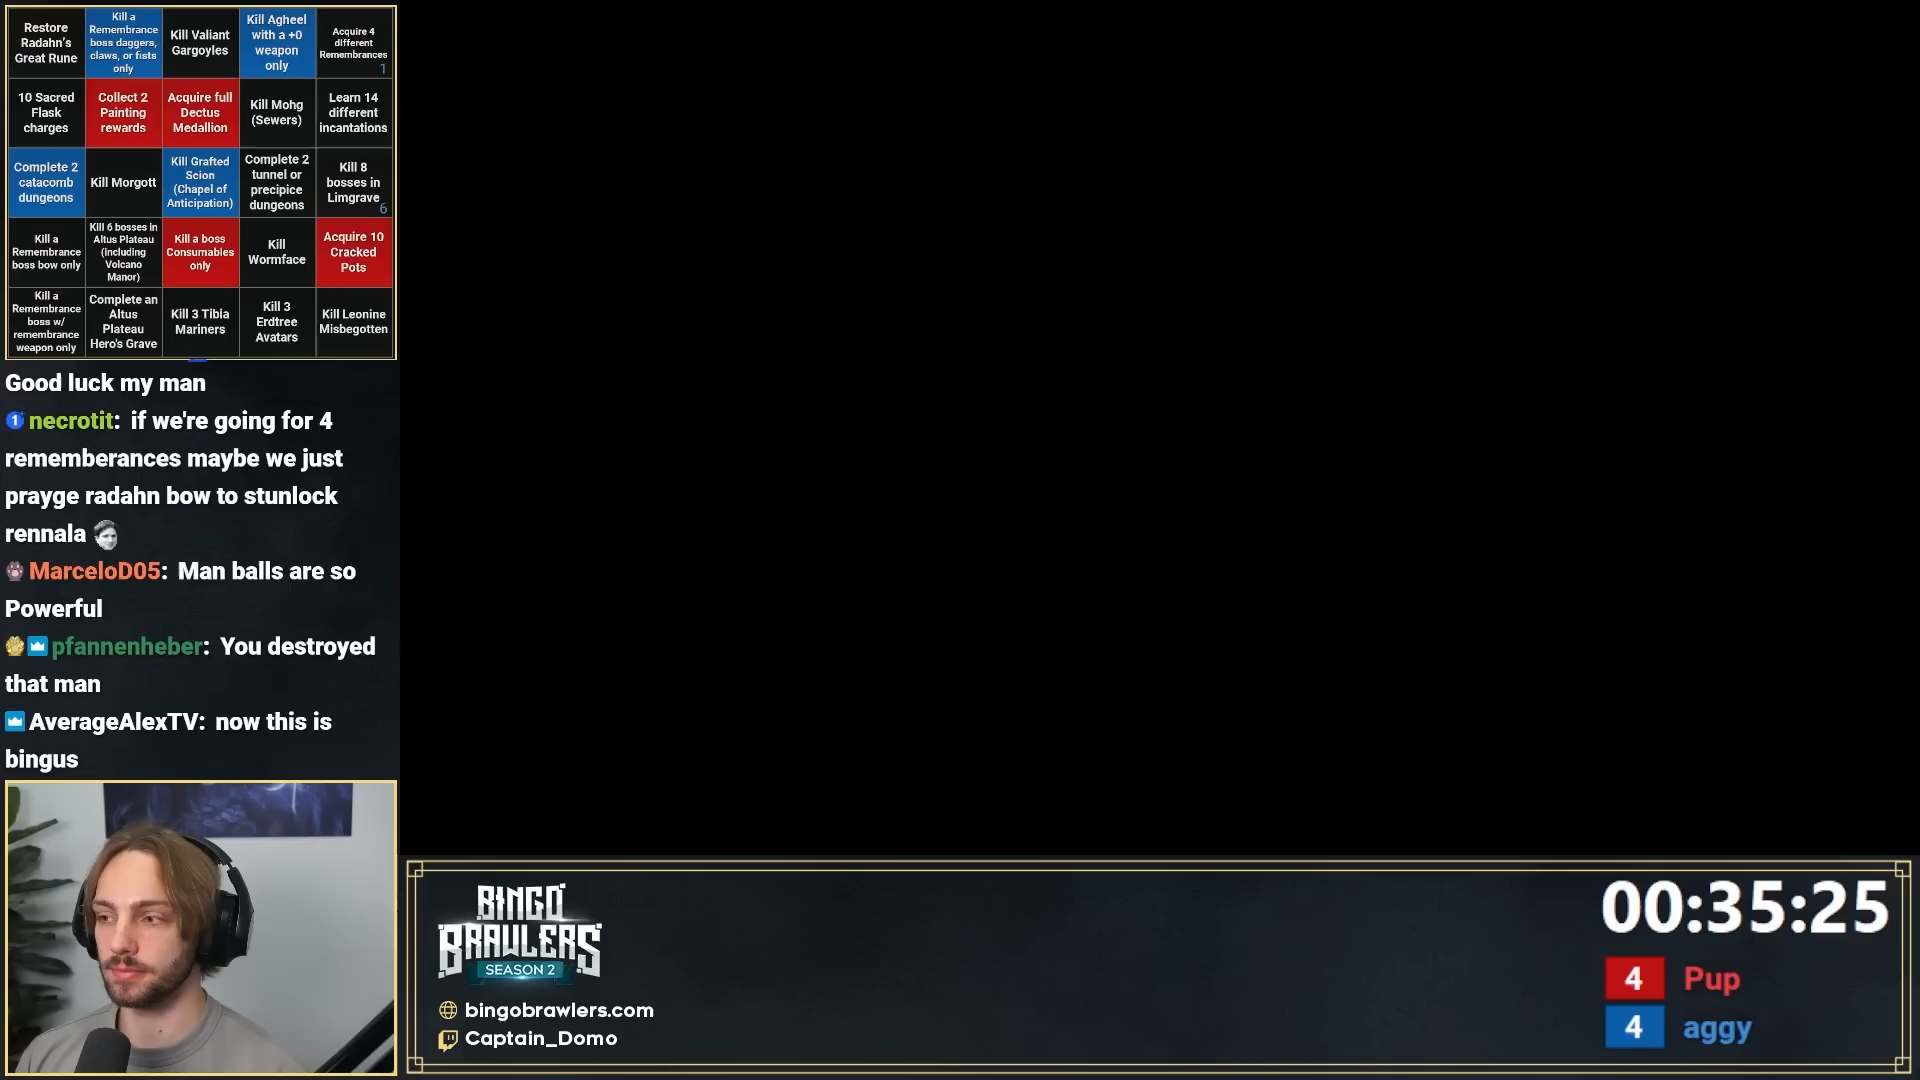 Restore
Radahn's
Great Rune
Kill a
Remembrance
boss daggers,
claws, or fists
only
Kill Valiant
Gargoyles
Kill Agheel
with a +0
weapon
only
Acquire 4
different
Remembrances
1
10 Sacred
Flask
charges
Collect 2
Painting
rewards
Acquire full
Dectus
Medallion
Kill Mohg
(Sewers)
Learn 14
different
incantations
Complete 2
catacomb
dungeons
Kill Morgott
Kill Grafted
Scion
(Chapel of
Anticipation)
Complete 2
tunnel or
precipice
dungeons
Kill 8
bosses in
Limgrave
6
Kill a
Remembrance
boss bow only
Kill 6 bosses in
Altus Plateau
(including
Volcano
Manor)
Kill a boss
Consumables
only
Kill
Wormface
Acquire 10
Cracked
Pots
Kill a
Remembrance
boss w/
remembrance
weapon only
Complete an
Altus
Plateau
Hero's Grave
Kill 3 Tibia
Mariners
Kill 3
Erdtree
Avatars
Kill Leonine
Misbegotten
Good luck my man
1 necrotit: if we're going for 4
rememberances maybe we just
prayge radahn bow to stunlock
rennala
MarceloD05: Man balls are so
Powerful
pfannenheber: You destroyed
that man
AverageAlexTV: now this is
bingus
BINGO
BRAWLERS
SEASON 2
bingobrawlers.com
Captain_Domo
00:35:25
4 Pup
4 aggy